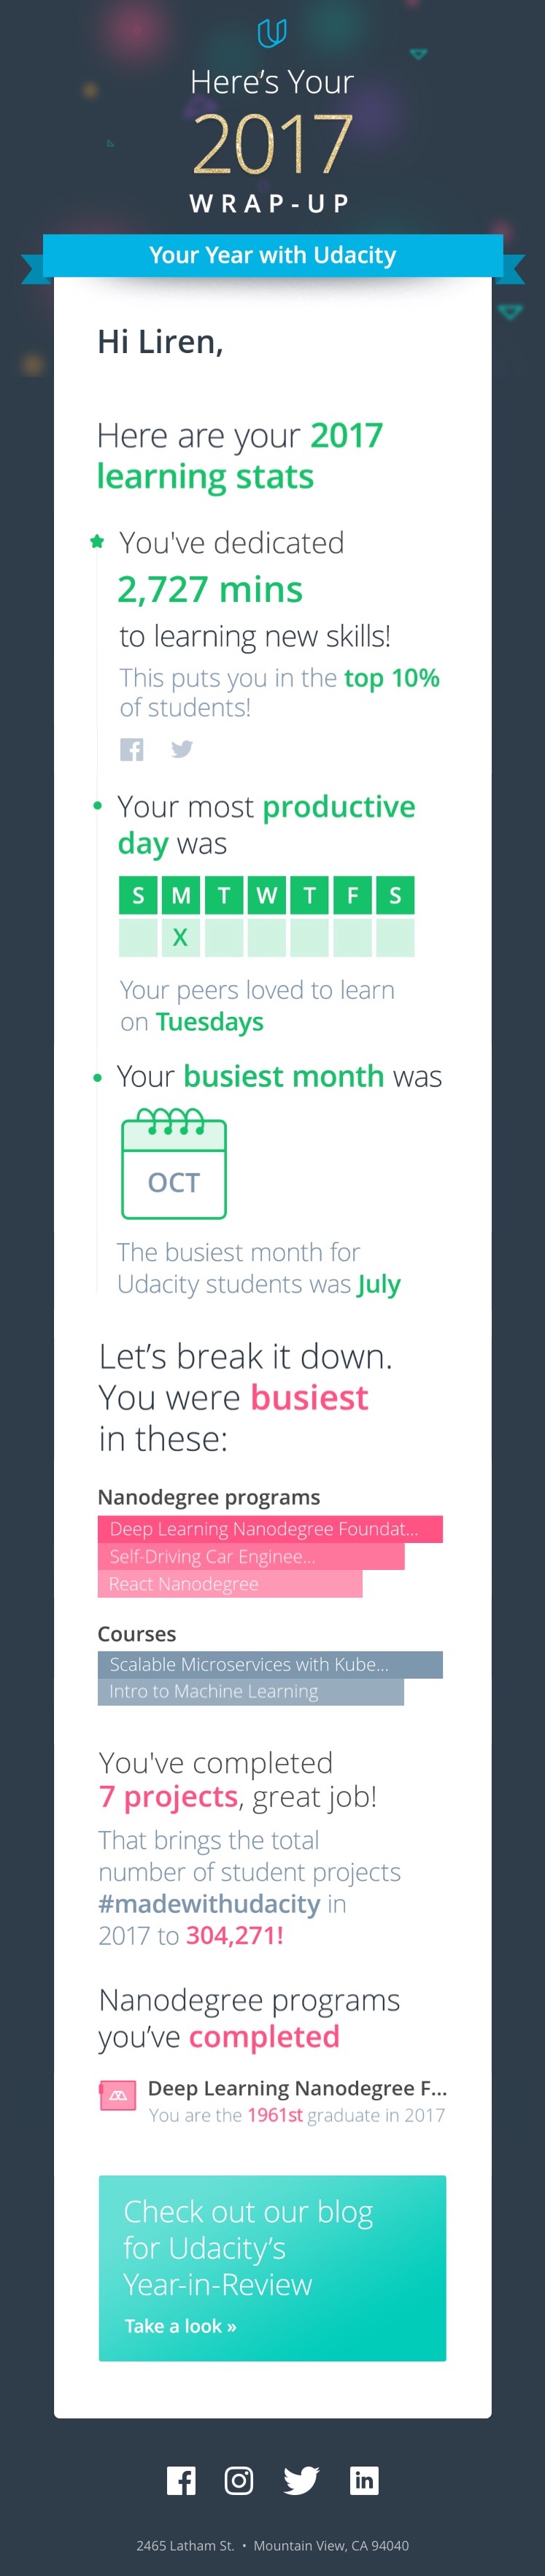 Here's Your
2017
WRAP-UP
Your Year with Udacity
Hi Liren,
Here are your 2017
learning stats
You've dedicated
2,727 mins
to learning new skills!
This puts you in the top 10%
of students!
Your most productive
day was
S M T W T F S
X
Your peers loved to learn
on Tuesdays
Your busiest month was
OCT
The busiest month for
Udacity students was July
Let's break it down.
You were busiest
in these:
Nanodegree programs
Deep Learning Nanodegree Foundat...
Self-Driving Car Enginee...
React Nanodegree
Courses
Scalable Microservices with Kube...
Intro to Machine Learning
You've completed
7 projects, great job!
That brings the total
number of student projects
#madewithudacity in
2017 to 304,271!
Nanodegree programs
you've completed
Deep Learning Nanodegree F...
You are the 1961st graduate in 2017
Check out our blog
for Udacity's
Year-in-Review
Take a look »
2465 Latham St. • Mountain View, CA 94040